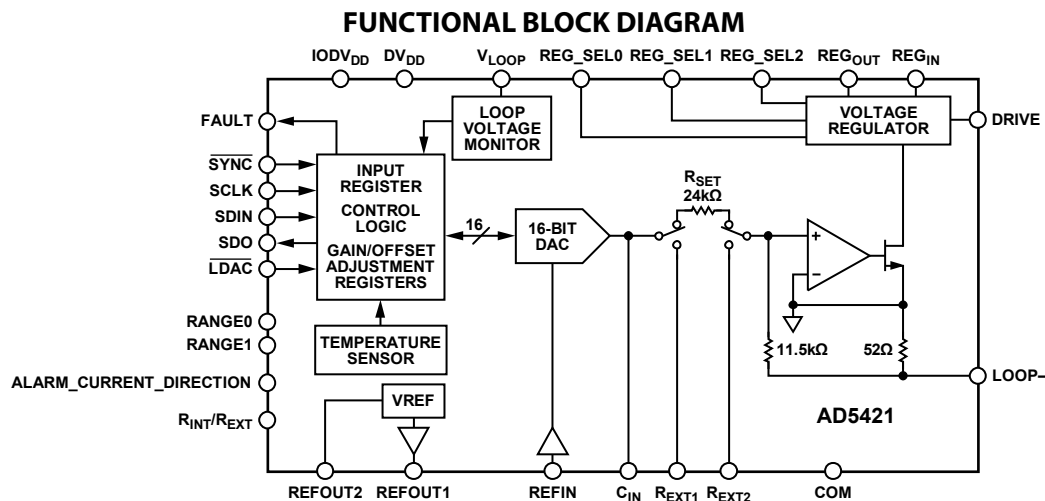 FUNCTIONAL BLOCK DIAGRAM
IODVDD
DVDD
VLOOP
REG_SEL0
REG_SEL1
REG_SEL2
REGOUT
REGIN
LOOP
VOLTAGE
MONITOR
VOLTAGE
REGULATOR
DRIVE
FAULT
SYNC
SCLK
SDIN
SDO
LDAC
INPUT
REGISTER
CONTROL
LOGIC
GAIN/OFFSET
ADJUSTMENT
REGISTERS
16
16-BIT
DAC
RSET
24kΩ
+
–
RANGE0
RANGE1
TEMPERATURE
SENSOR
11.5kΩ
52Ω
LOOP–
ALARM_CURRENT_DIRECTION
RINT/REXT
VREF
AD5421
REFOUT2
REFOUT1
REFIN
CIN
REXT1
REXT2
COM